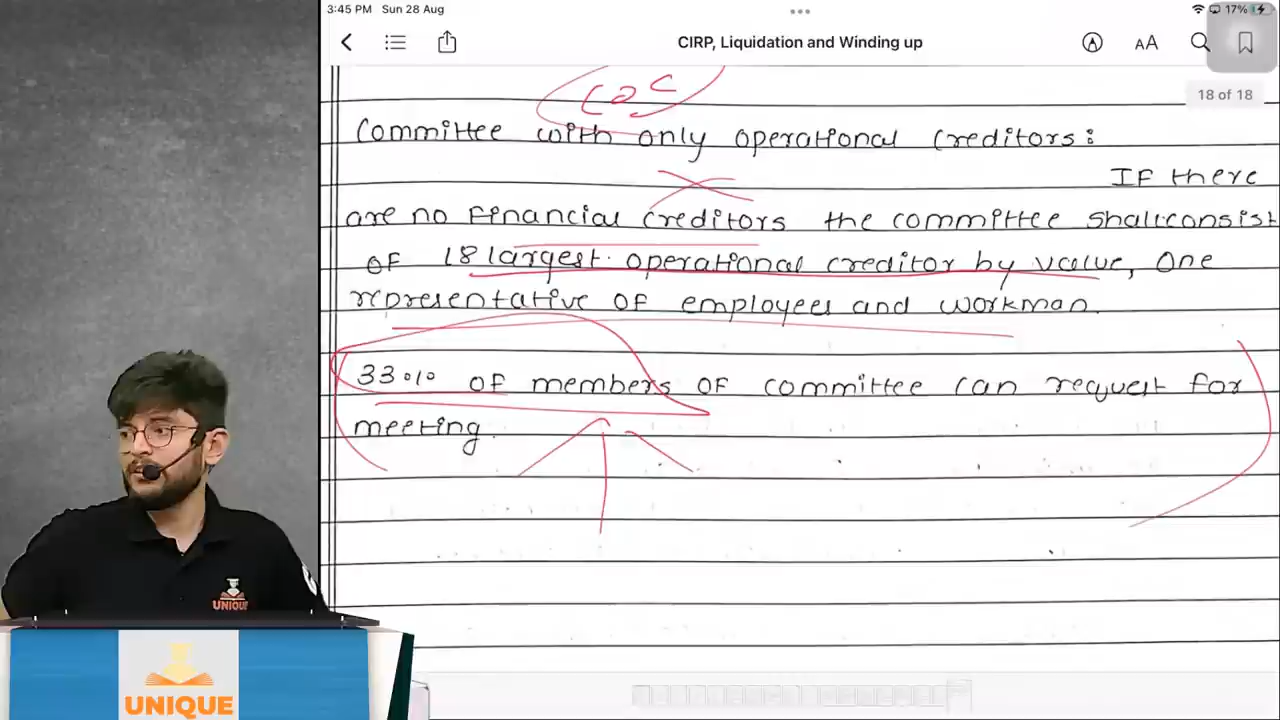 3:45 PM Sun 28 Aug
17%
CIRP, Liquidation and Winding up
AA
18 of 18
COC
Committee with only operational Creditors:
IF there
are no Financial creditors the committee shall consist
OF 18 largest operational creditor by value, One
representative OF employees and workman.
33% OF members OF committee can request for
meeting.
UNIQUE
UNIQUE